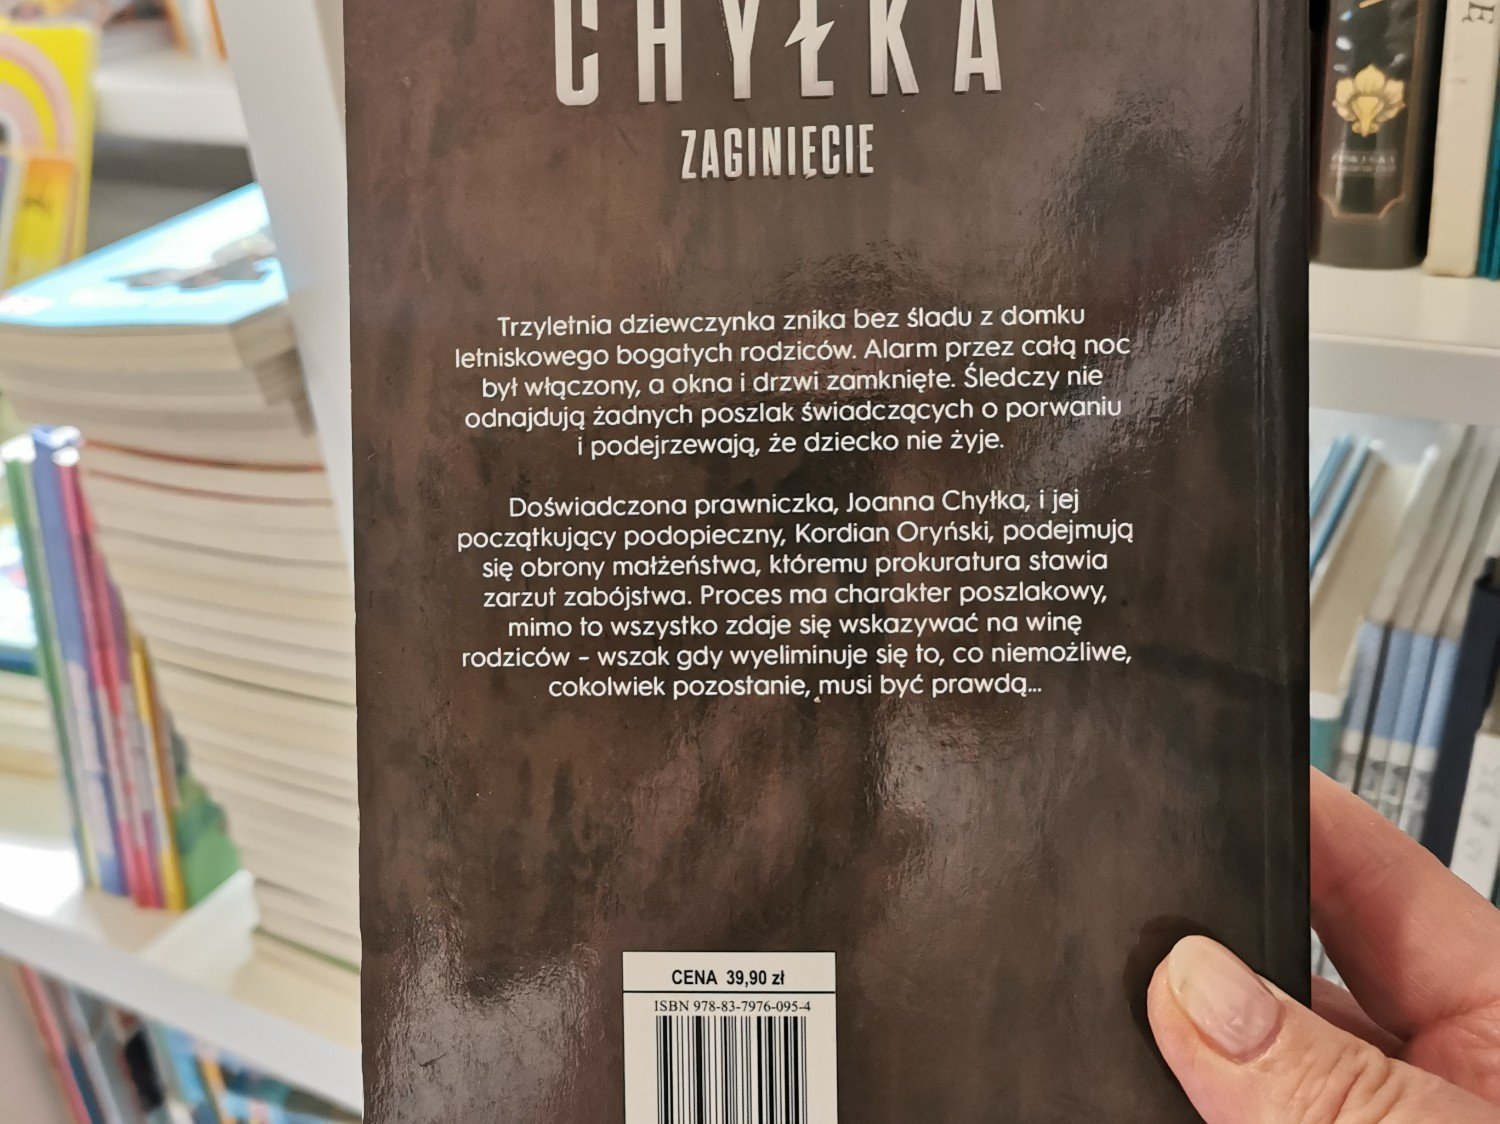 CHYŁKA
ZAGINIĘCIE
Trzyletnia dziewczynka znika bez śladu z domku
letniskowego bogatych rodziców. Alarm przez całą noc
był włączony, a okna i drzwi zamknięte. Śledczy nie
odnajdują żadnych poszlak świadczących o porwaniu
i podejrzewają, że dziecko nie żyje.
Doświadczona prawniczka, Joanna Chyłka, i jej
początkujący podopieczny, Kordian Oryński, podejmują
się obrony małżeństwa, któremu prokuratura stawia
zarzut zabójstwa. Proces ma charakter poszlakowy,
mimo to wszystko zdaje się wskazywać na winę
rodziców – wszak gdy wyeliminuje się to, co niemożliwe,
cokolwiek pozostanie, musi być prawdą...
CENA 39,90 zł
ISBN 978-83-7976-095-4